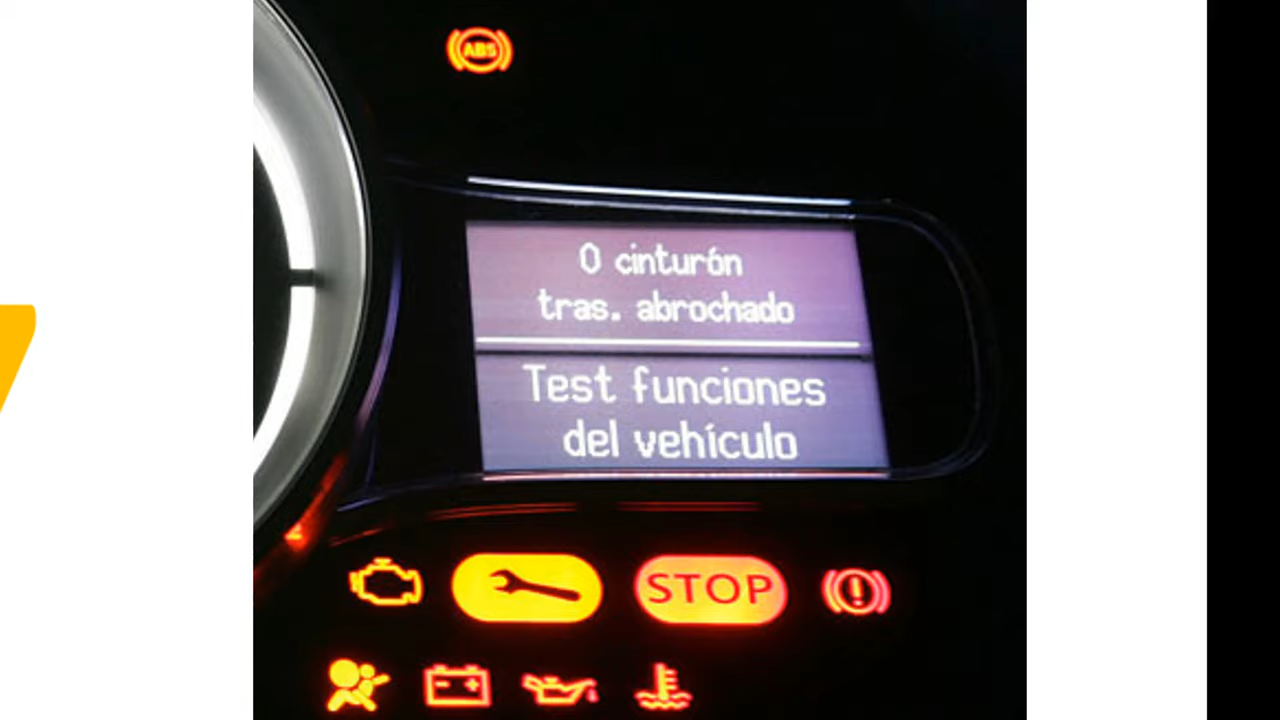 ABS
0 cinturón
tras. abrochado
Test funciones
del vehículo
STOP